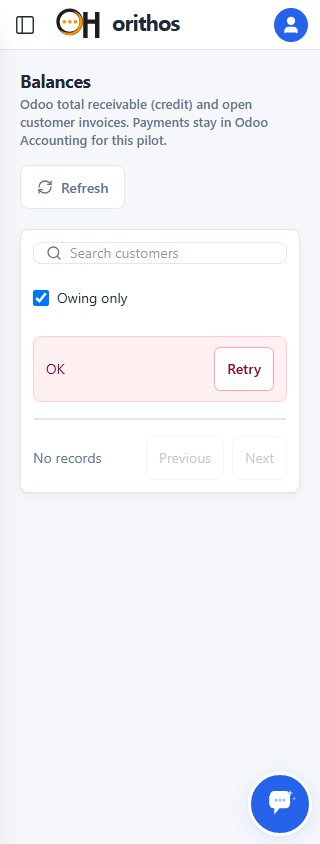 OH orithos
Balances
Odoo total receivable (credit) and open
customer invoices. Payments stay in Odoo
Accounting for this pilot.
Refresh
Search customers
Owing only
OK
Retry
No records
Previous
Next